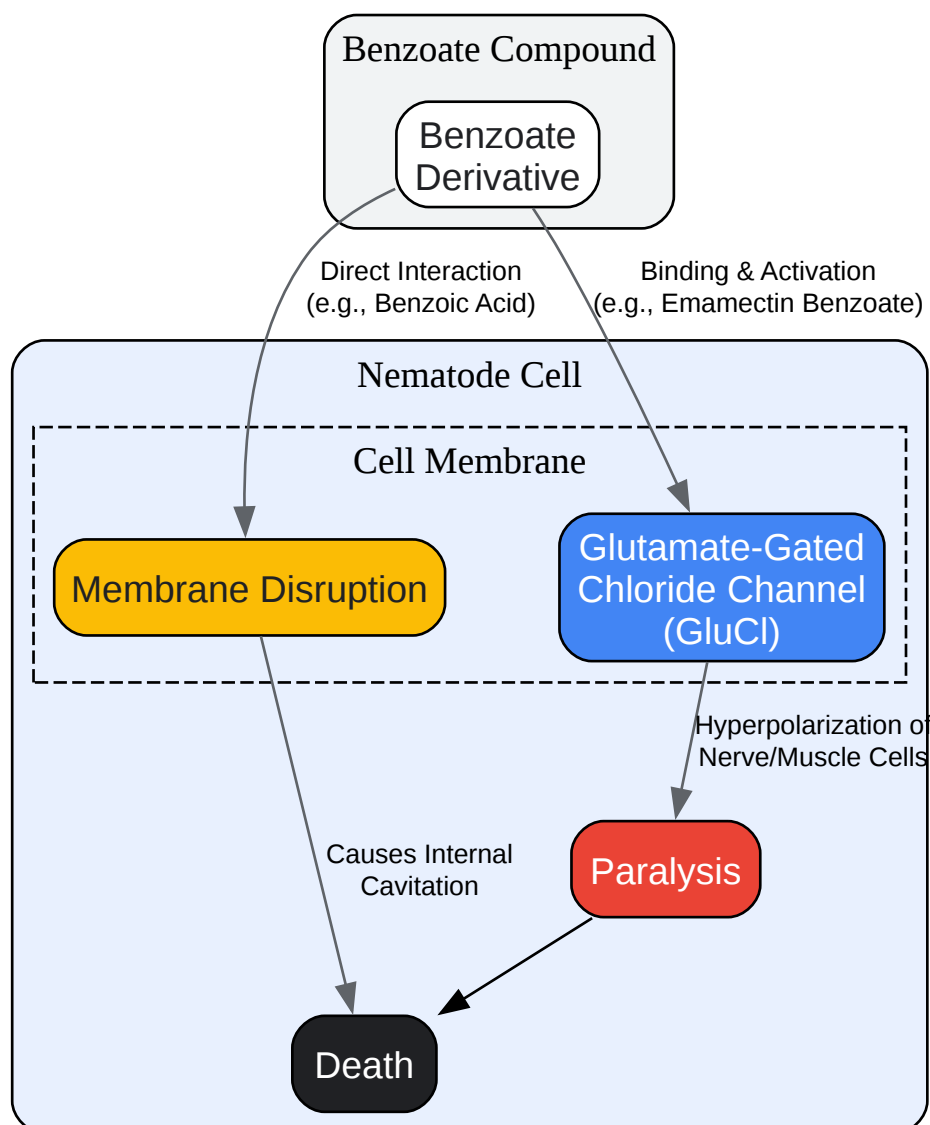 Benzoate Compound
Benzoate
Derivative
Direct Interaction
(e.g., Benzoic Acid)
Binding & Activation
(e.g., Emamectin Benzoate)
Nematode Cell
Cell Membrane
Membrane Disruption
Glutamate-Gated
Chloride Channel
(GluCl)
Hyperpolarization of
Nerve/Muscle Cells
Causes Internal
Cavitation
Paralysis
Death